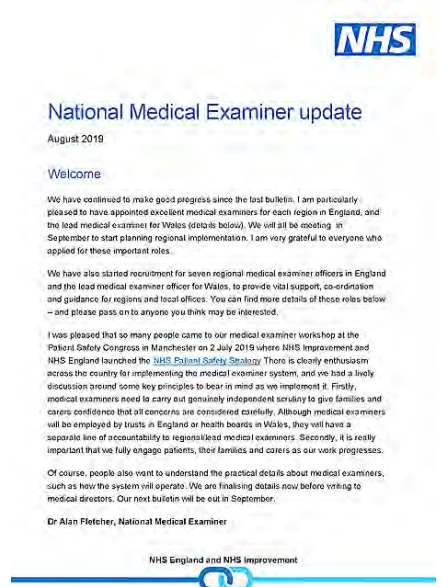 NHS
National Medical Examiner update
August 2019
Welcome
We have continued to make good progress since the last bulletin. I am particularly
pleased to have appointed excellent medical examiners for each region in England, and
the lead medical examiner for Wales (details below). We will all be meeting in
September to start planning regional implementation. I am very grateful to everyone who
applied for these important roles.
We have also started recruitment for seven regional medical examiner officers in England
and the lead medical examiner officer for Wales, to provide vital support, co-ordination
and guidance for regions and local offices. You can find more details of these roles below
– and please pass on to anyone you think may be interested.
I was pleased that so many people came to our medical examiner workshop at the
Patient Safety Congress in Manchester on 2 July 2019 where NHS Improvement and
NHS England launched the NHS Patient Safety Strategy There is clearly enthusiasm
across the country for implementing the medical examiner system, and we had a lively
discussion around some key principles to bear in mind as we implement it. Firstly,
medical examiners need to carry out genuinely independent scrutiny to give families and
carers confidence that all concerns are considered carefully. Although medical examiners
will be employed by trusts in England or health boards in Wales, they will have a
separate line of accountability to regional/lead medical examiners. Secondly, it is really
important that we fully engage patients, their families and carers as our work progresses.
Of course, people also want to understand the practical details about medical examiners,
such as how the system will operate. We are finalising details now before writing to
medical directors. Our next bulletin will be out in September.
Dr Alan Fletcher, National Medical Examiner
NHS England and NHS Improvement